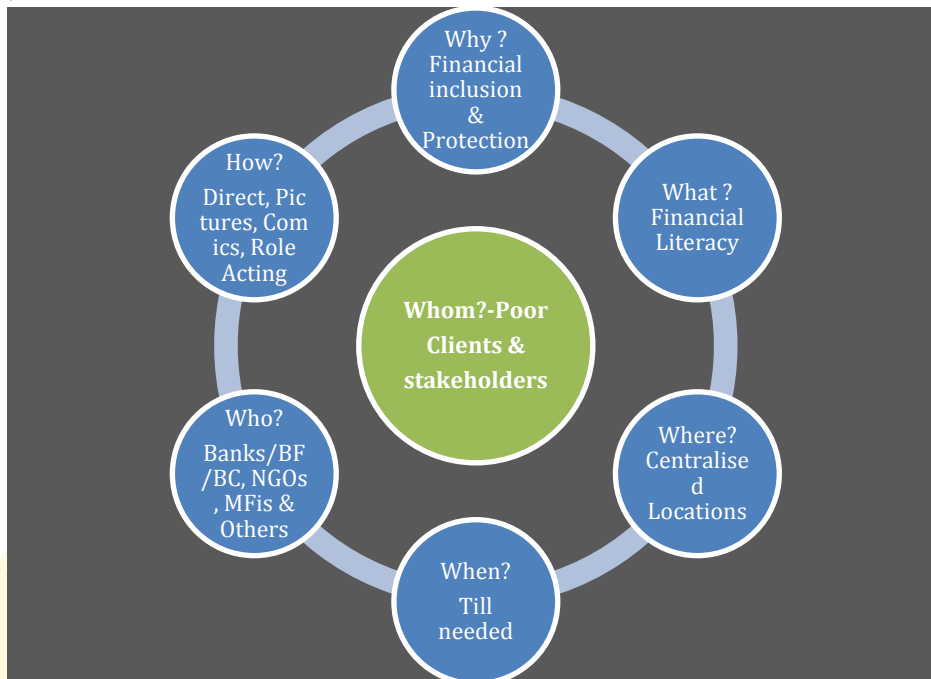 Why ?
Financial
inclusion
&
Protection
What ?
Financial
Literacy
Where?
Centralise
d
Locations
When?
Till
needed
Who?
Banks/BF
/BC, NGOs
, MFis &
Others
How?
Direct, Pic
tures, Com
ics, Role
Acting
Whom?-Poor
Clients &
stakeholders